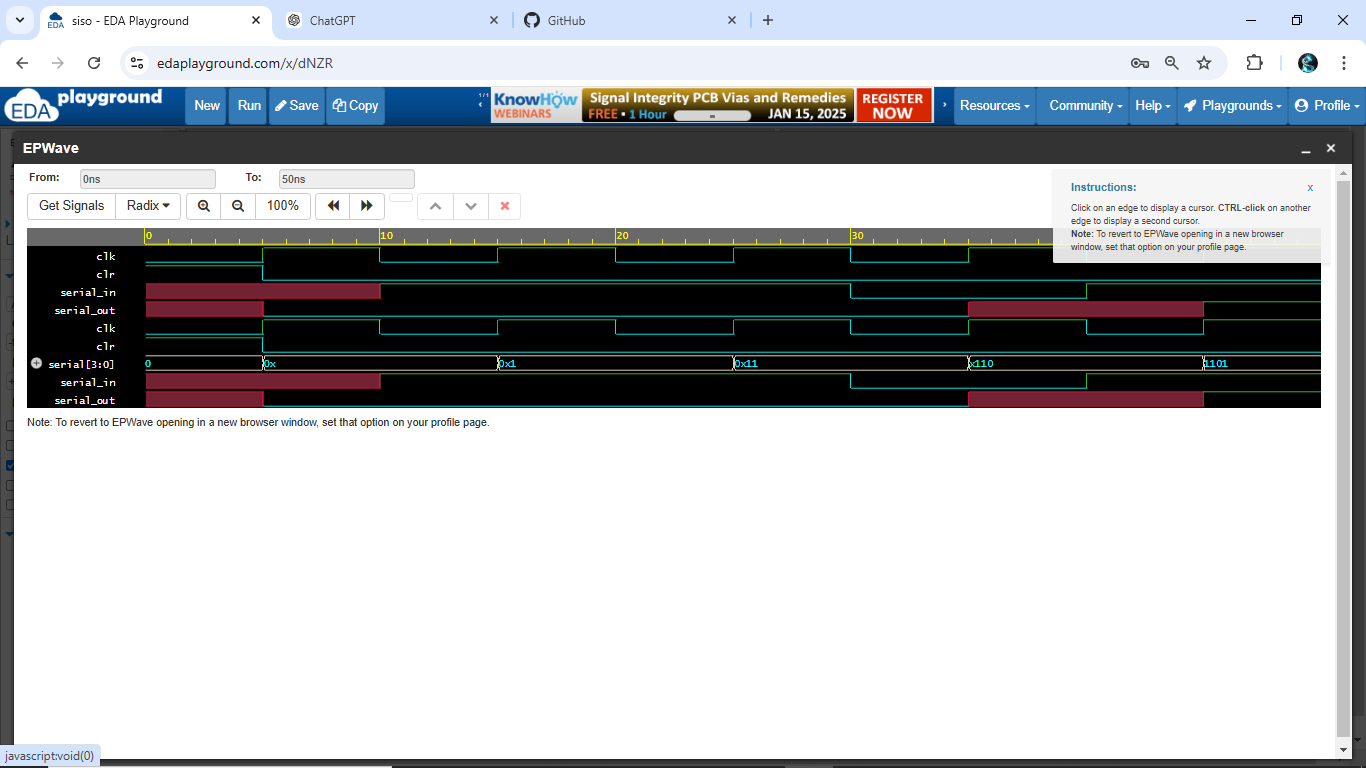 siso - EDA Playground
ChatGPT
GitHub
edaplayground.com/x/dNZR
EDA playground
New
Run
Save
Copy
1/1
KnowHow WEBINARS
Signal Integrity PCB Vias and Remedies
FREE • 1 Hour
JAN 15, 2025
REGISTER NOW
Resources
Community
Help
Playgrounds
Profile
EPWave
From:
0ns
To:
50ns
Get Signals
Radix
100%
Instructions:
x
Click on an edge to display a cursor. CTRL-click on another
edge to display a second cursor.
Note: To revert to EPWave opening in a new browser
window, set that option on your profile page.
0
10
20
30
clk
clr
serial_in
serial_out
clk
clr
serial[3:0]
0
0x
0x1
0x11
x110
1101
serial_in
serial_out
Note: To revert to EPWave opening in a new browser window, set that option on your profile page.
javascript:void(0)